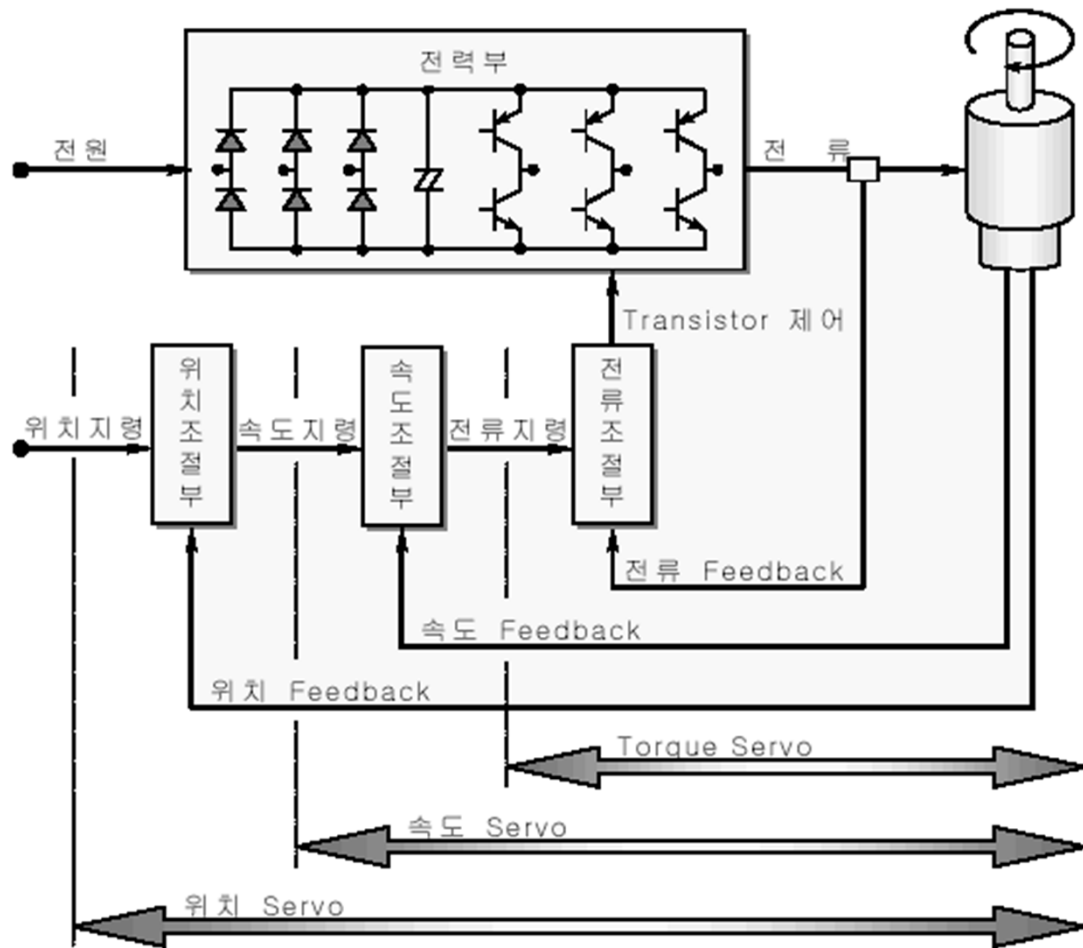 전력부
전원
전 류
Transistor 제어
위치지령
위치조절부
속도지령
속도조절부
전류지령
전류조절부
전류 Feedback
속도 Feedback
위치 Feedback
Torque Servo
속도 Servo
위치 Servo